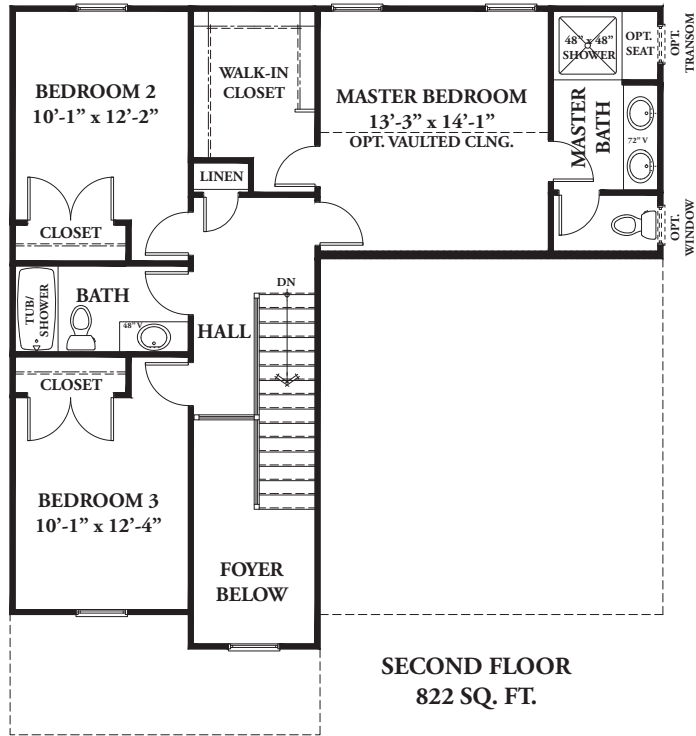 BEDROOM 2
10’-1” x 12’-2”
CLOSET
WALK-IN
CLOSET
LINEN
MASTER BEDROOM
13’-3” x 14’-1”
OPT. VAULTED CLNG.
48” x 48”
SHOWER
OPT.
SEAT
OPT.
TRANSOM
MASTER
BATH
72” V
OPT.
WINDOW
TUB/
SHOWER
BATH
48” V
HALL
DN
CLOSET
BEDROOM 3
10’-1” x 12’-4”
FOYER
BELOW
SECOND FLOOR
822 SQ. FT.